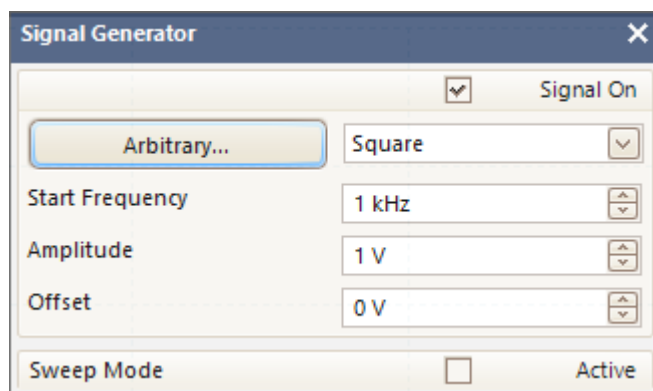 Signal Generator
Signal On
Arbitrary... Square
Start Frequency 1 kHz
Amplitude 1 V
Offset 0 V
Sweep Mode Active